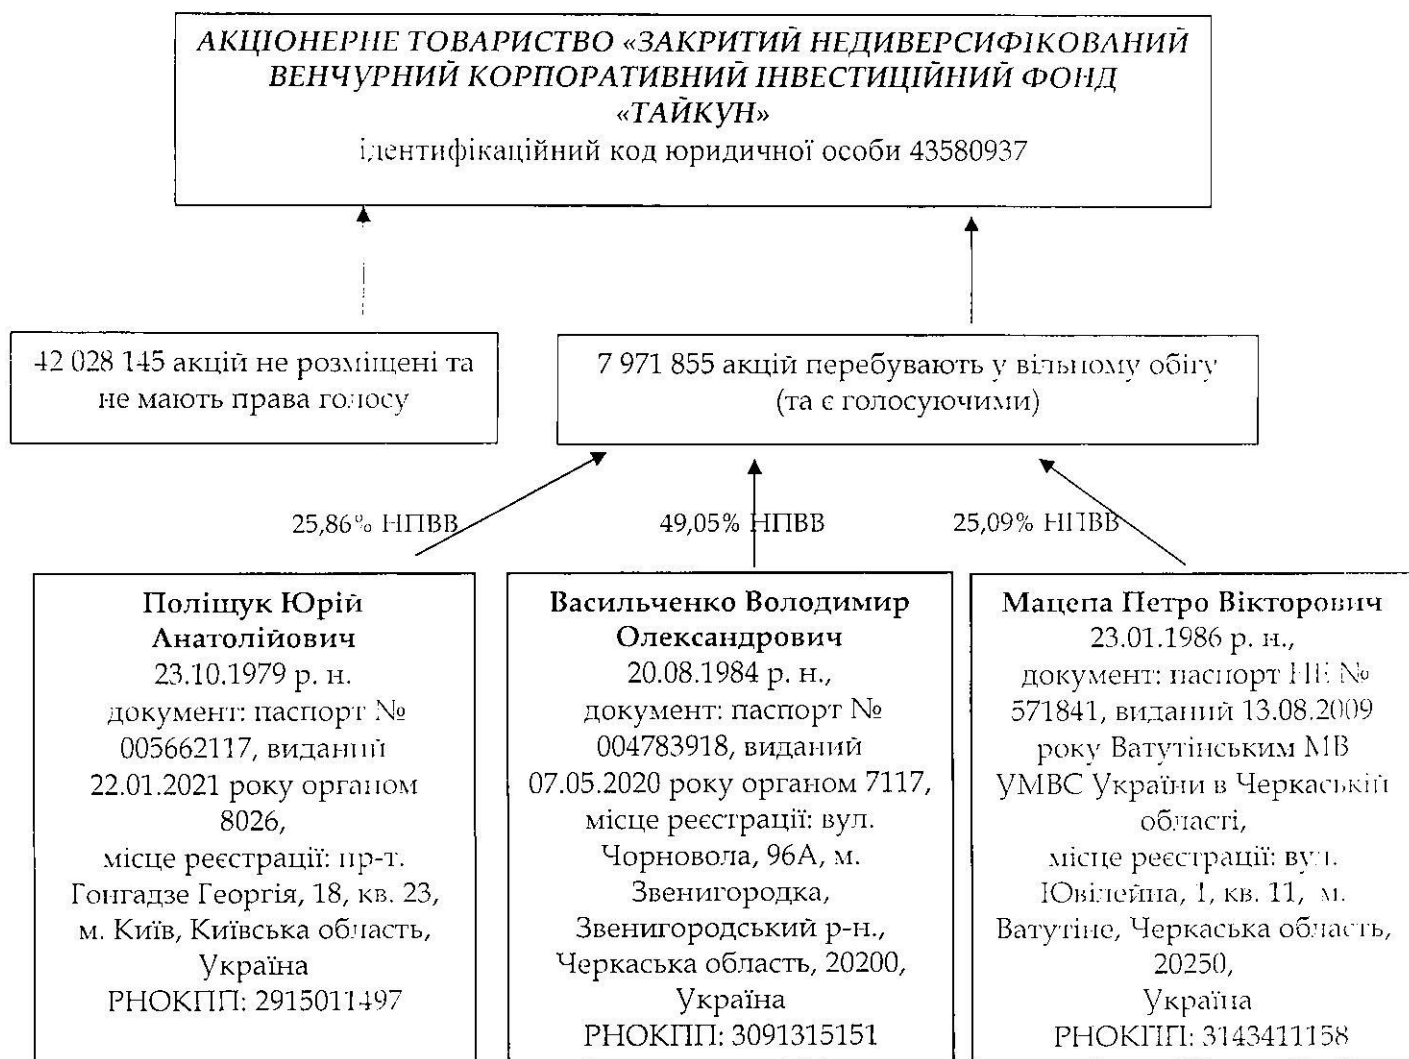 АКЦІОНЕРНЕ ТОВАРИСТВО «ЗАКРИТИЙ НЕДИВЕРСИФІКОВАНИЙ
ВЕНЧУРНИЙ КОРПОРАТИВНИЙ ІНВЕСТИЦІЙНИЙ ФОНД
«ТАЙКУН»
ідентифікаційний код юридичної особи 43580937
42 028 145 акцій не розміщені та
не мають права голосу
7 971 855 акцій перебувають у вільному обігу
(та є голосуючими)
25,86% НПВВ
49,05% НПВВ
25,09% НПВВ
Поліщук Юрій
Анатолійович
23.10.1979 р. н.
документ: паспорт №
005662117, виданий
22.01.2021 року органом
8026,
місце реєстрації: пр-т.
Гонгадзе Георгія, 18, кв. 23,
м. Київ, Київська область,
Україна
РНОКПП: 2915011497
Васильченко Володимир
Олександрович
20.08.1984 р. н.,
документ: паспорт №
004783918, виданий
07.05.2020 року органом 7117,
місце реєстрації: вул.
Чорновола, 96А, м.
Звенигородка,
Звенигородський р-н.,
Черкаська область, 20200,
Україна
РНОКПП: 3091315151
Мацепа Петро Вікторович
23.01.1986 р. н.,
документ: паспорт НЕ №
571841, виданий 13.08.2009
року Ватутінським МВ
УМВС України в Черкаській
області,
місце реєстрації: вул.
Ювілейна, 1, кв. 11, м.
Ватутіне, Черкаська область,
20250,
Україна
РНОКПП: 3143411158